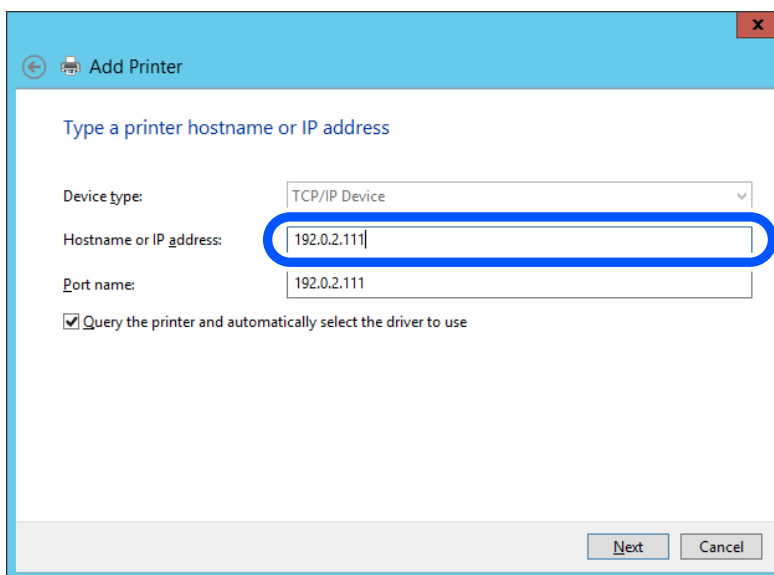 x
Add Printer
Type a printer hostname or IP address
Device type: TCP/IP Device
Hostname or IP address: 192.0.2.111
Port name: 192.0.2.111
Query the printer and automatically select the driver to use
Next Cancel